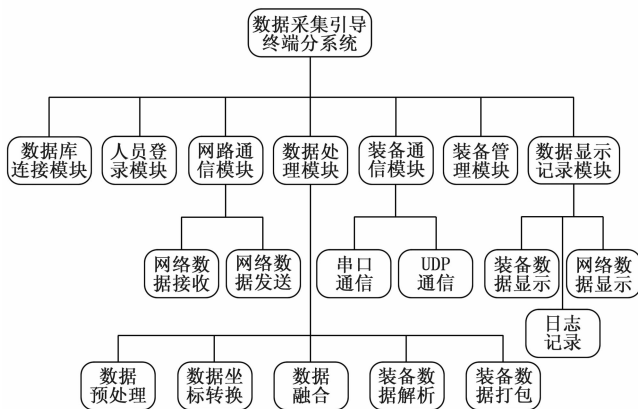 数据采集引导
终端分系统
数据库
连接模块
人员登
录模块
网路通
信模块
数据处
理模块
装备通
信模块
装备管
理模块
数据显示
记录模块
网络数
据接收
网络数
据发送
串口
通信
UDP
通信
装备数
据显示
网络数
据显示
日志
记录
数据
预处理
数据坐
标转换
数据
融合
装备数
据解析
装备数
据打包